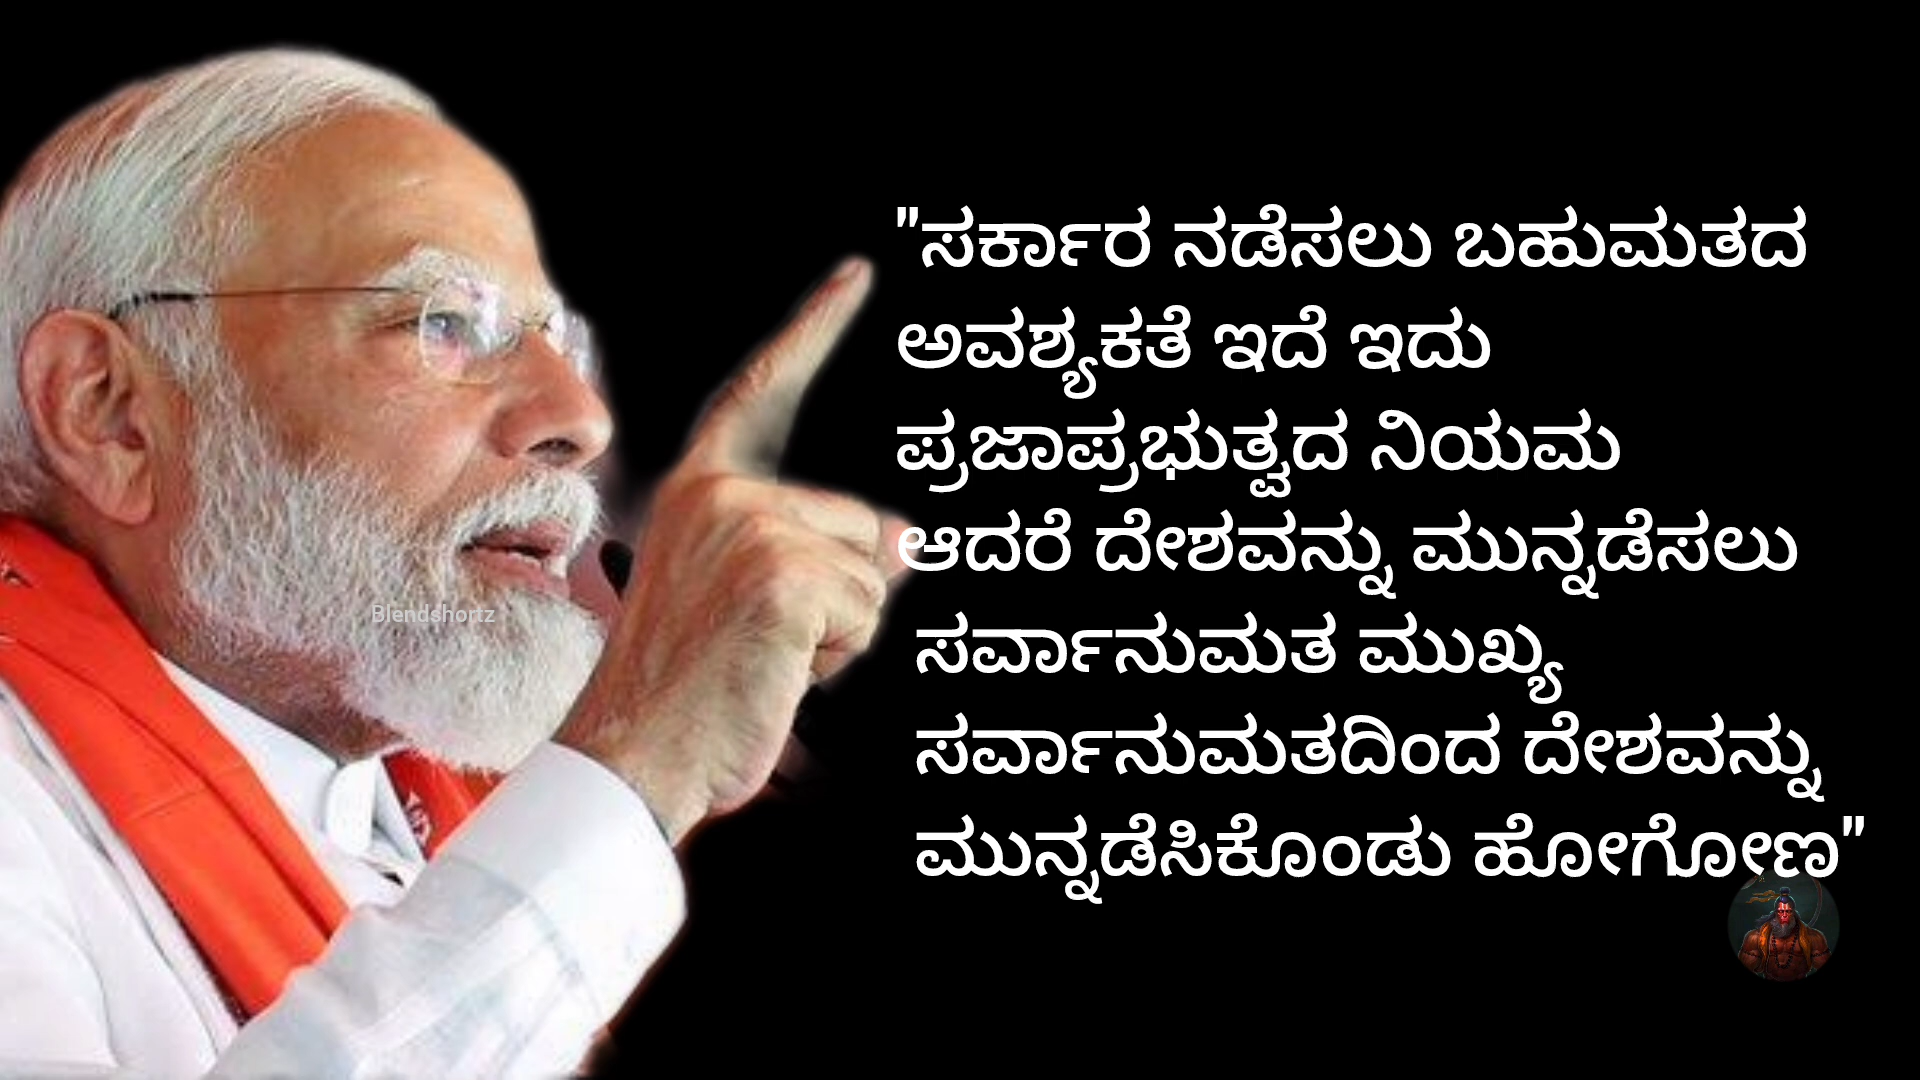 "ಸರ್ಕಾರ ನಡೆಸಲು ಬಹುಮತದ
ಅವಶ್ಯಕತೆ ಇದೆ ಇದು
ಪ್ರಜಾಪ್ರಭುತ್ವದ ನಿಯಮ
ಆದರೆ ದೇಶವನ್ನು ಮುನ್ನಡೆಸಲು
ಸರ್ವಾನುಮತ ಮುಖ್ಯ
ಸರ್ವಾನುಮತದಿಂದ ದೇಶವನ್ನು
ಮುನ್ನಡೆಸಿಕೊಂಡು ಹೋಗೋಣ"
Blendshortz